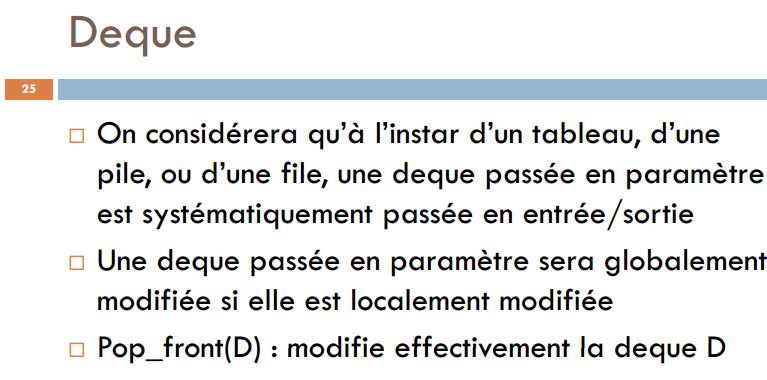 Deque
25
On considérera qu’à l’instar d’un tableau, d’une
pile, ou d’une file, une deque passée en paramètre
est systématiquement passée en entrée/sortie
Une deque passée en paramètre sera globalement
modifiée si elle est localement modifiée
Pop_front(D) : modifie effectivement la deque D